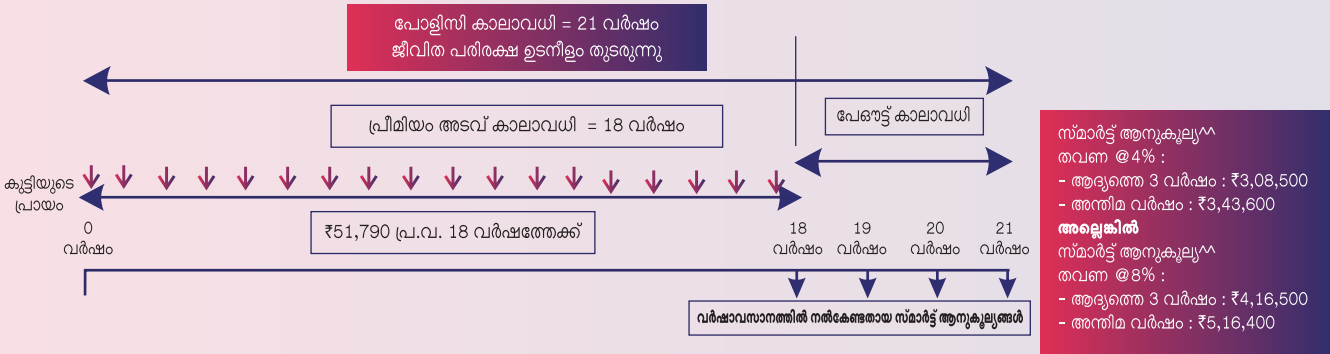 പോളിസി കാലാവധി = 21 വർഷം
ജീവിത പരിരക്ഷ ഉടനീളം തുടരുന്നു
പ്രീമിയം അടവ് കാലാവധി = 18 വർഷം
പേഔട്ട് കാലാവധി
കുട്ടിയുടെ
പ്രായം
₹51,790 പ്ര.വ. 18 വർഷത്തേക്ക്
0
വർഷം
18
വർഷം
19
വർഷം
20
വർഷം
21
വർഷം
വർഷാവസാനത്തിൽ നൽകേണ്ടതായ സ്മാർട്ട് ആനുകൂല്യങ്ങൾ
സ്മാർട്ട് ആനുകൂല്യ^^
തവണ @4% :
- ആദ്യത്തെ 3 വർഷം : ₹3,08,500
- അന്തിമ വർഷം : ₹3,43,600
അല്ലെങ്കിൽ
സ്മാർട്ട് ആനുകൂല്യ^^
തവണ @8% :
- ആദ്യത്തെ 3 വർഷം : ₹4,16,500
- അന്തിമ വർഷം : ₹5,16,400